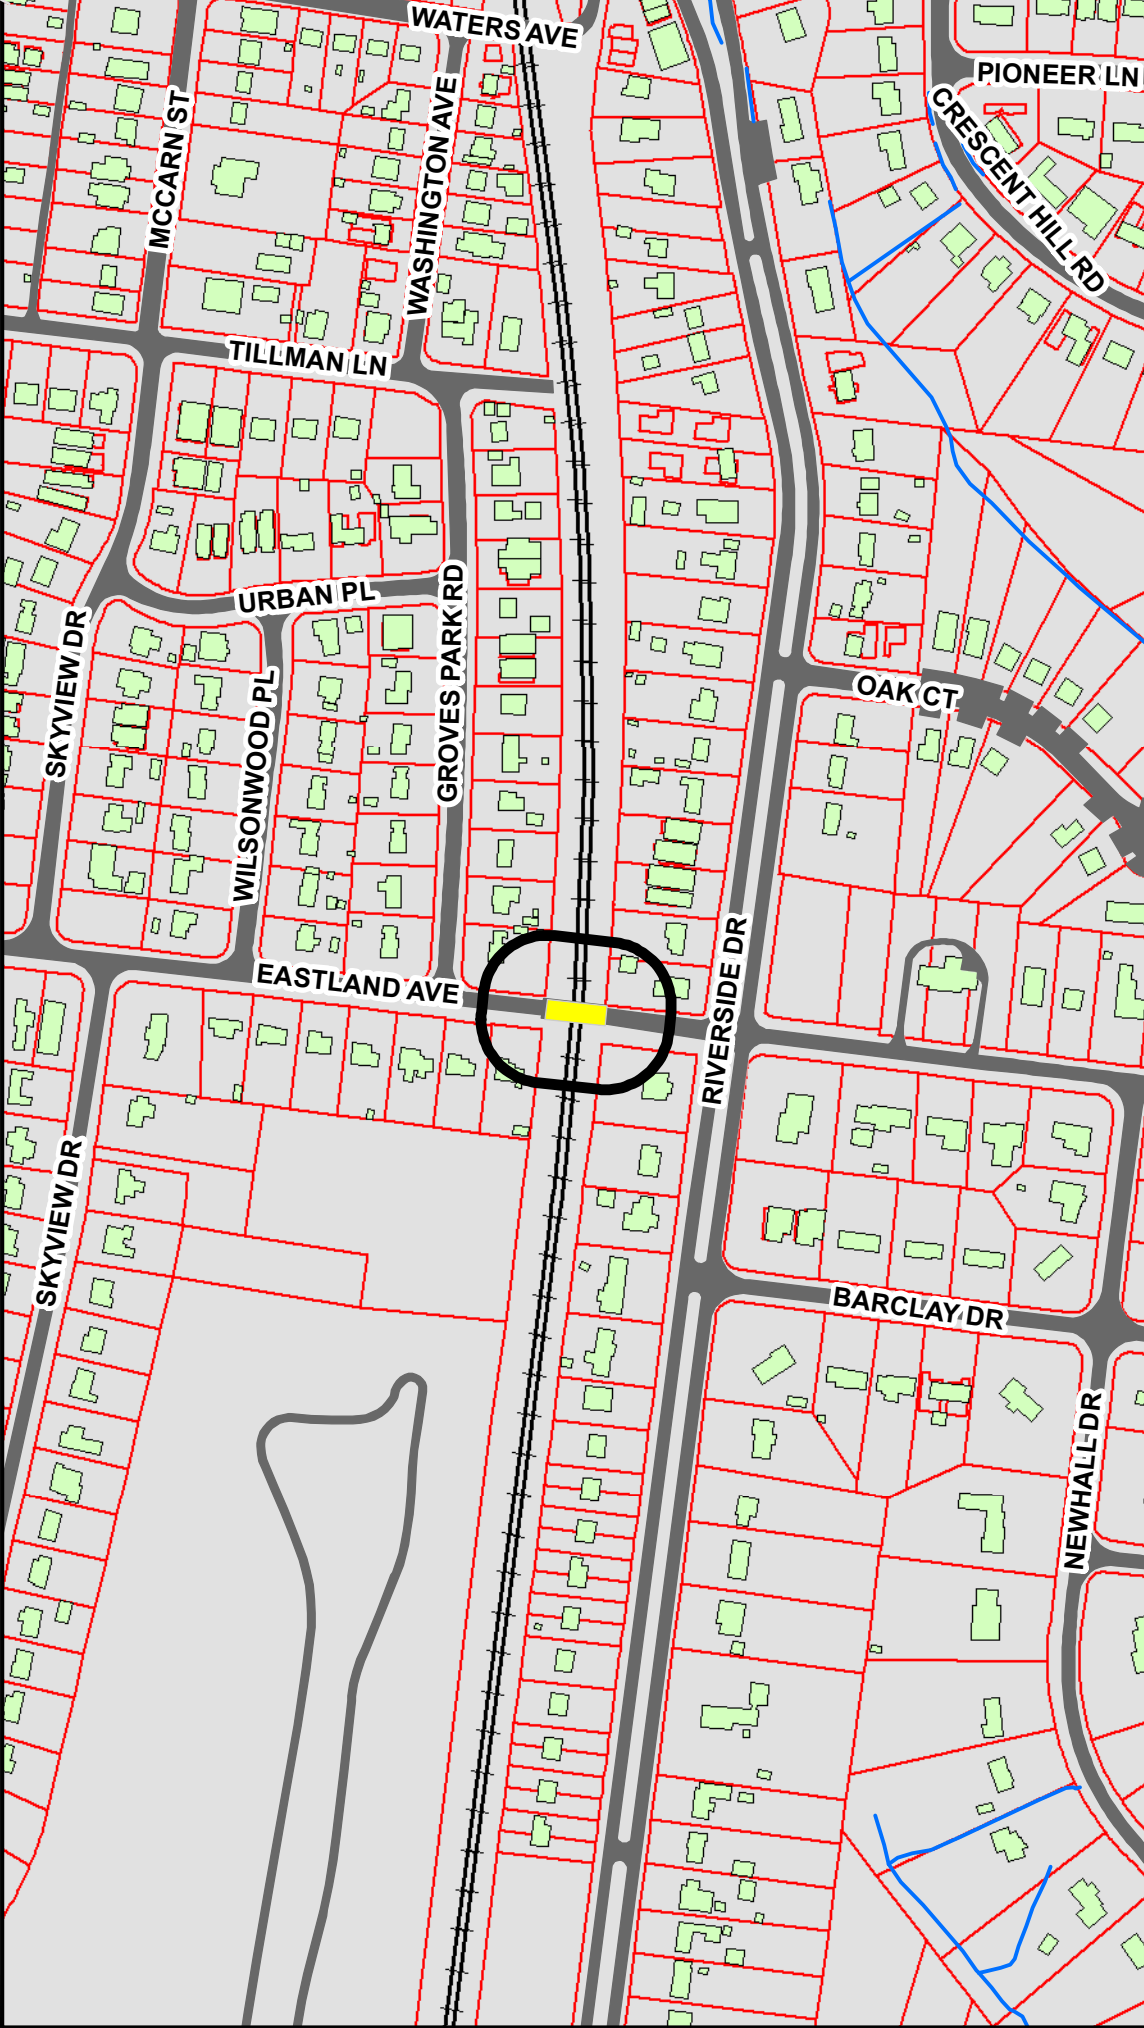 WATERS AVE
PIONEER LN
CRESCENT HILL RD
MCCARN ST
WASHINGTON AVE
TILLMAN LN
URBAN PL
GROVES PARK RD
SKYVIEW DR
WILSONWOOD PL
OAK CT
EASTLAND AVE
RIVERSIDE DR
SKYVIEW DR
BARCLAY DR
NEWHALL DR